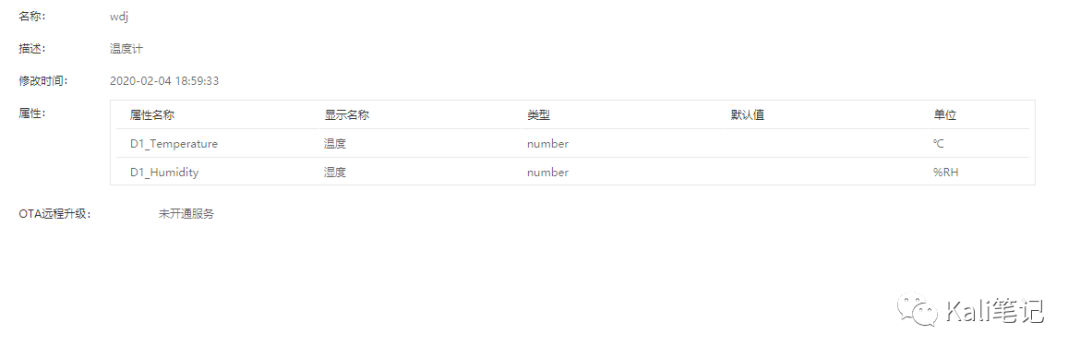 名称： wdj
描述： 温度计
修改时间： 2020-02-04 18:59:33
属性： 属性名称 显示名称 类型 默认值 单位
D1_Temperature 温度 number ℃
D1_Humidity 湿度 number %RH
OTA远程升级： 未开通服务
Kali笔记